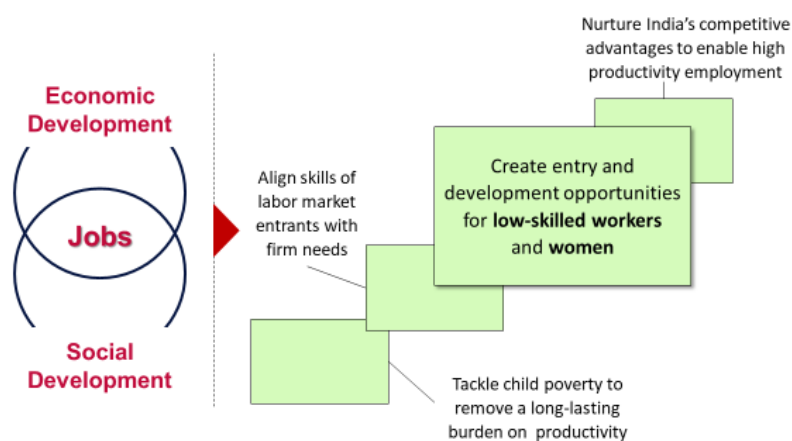 Economic
Development
Jobs
Social
Development
Nurture India's competitive
advantages to enable high
productivity employment
Create entry and
development opportunities
for low-skilled workers
and women
Align skills of
labor market
entrants with
firm needs
Tackle child poverty to
remove a long-lasting
burden on productivity